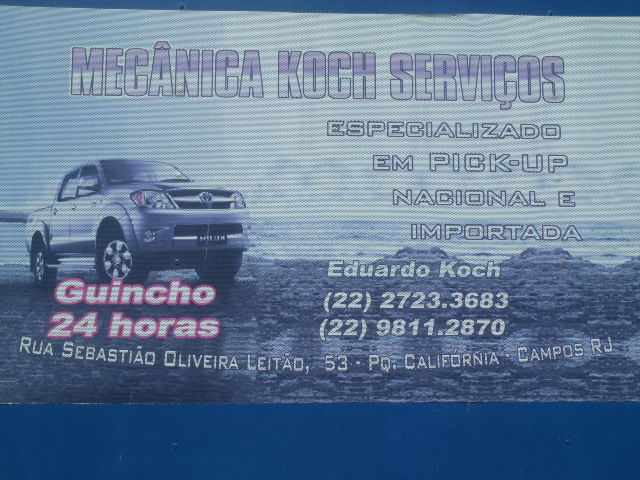 MECÂNICA KOCH SERVIÇOS
ESPECIALIZADO
EM PICK-UP
NACIONAL E
IMPORTADA
Eduardo Koch
(22) 2723.3683
(22) 9811.2870
Guincho
24 horas
RUA SEBASTIÃO OLIVEIRA LEITÃO, 53 - PQ. CALIFÓRNIA - CAMPOS RJ